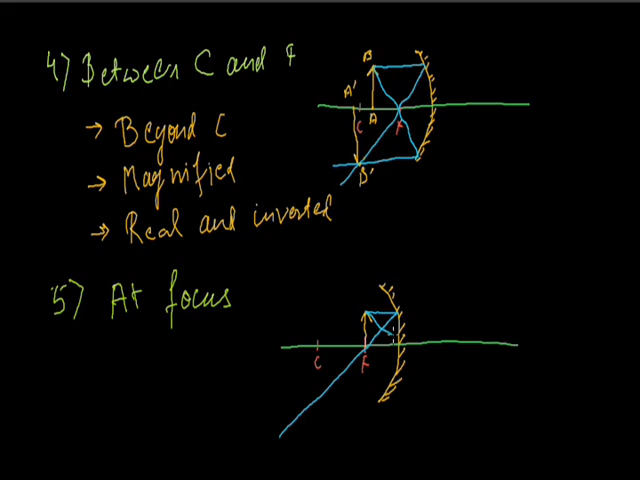 4) Between C and F
→ Beyond C
→ Magnified
→ Real and inverted
B
A'
C
A
F
B'
5) At focus
C
F